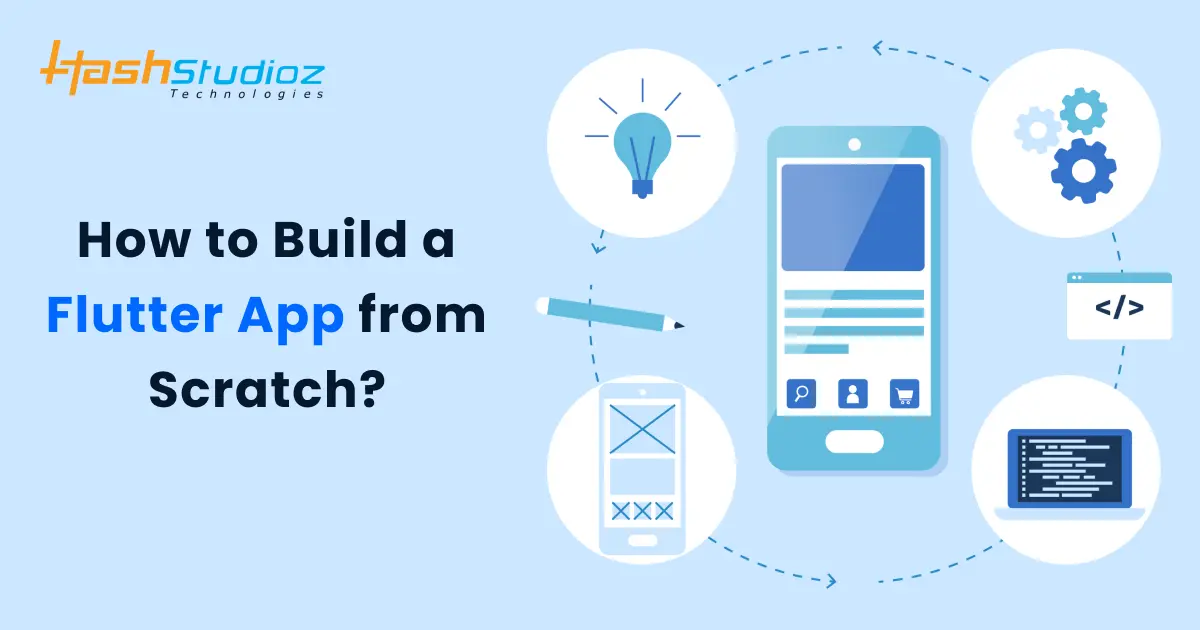 HashStudioz
Technologies
How to Build a
Flutter App from
Scratch?
</>